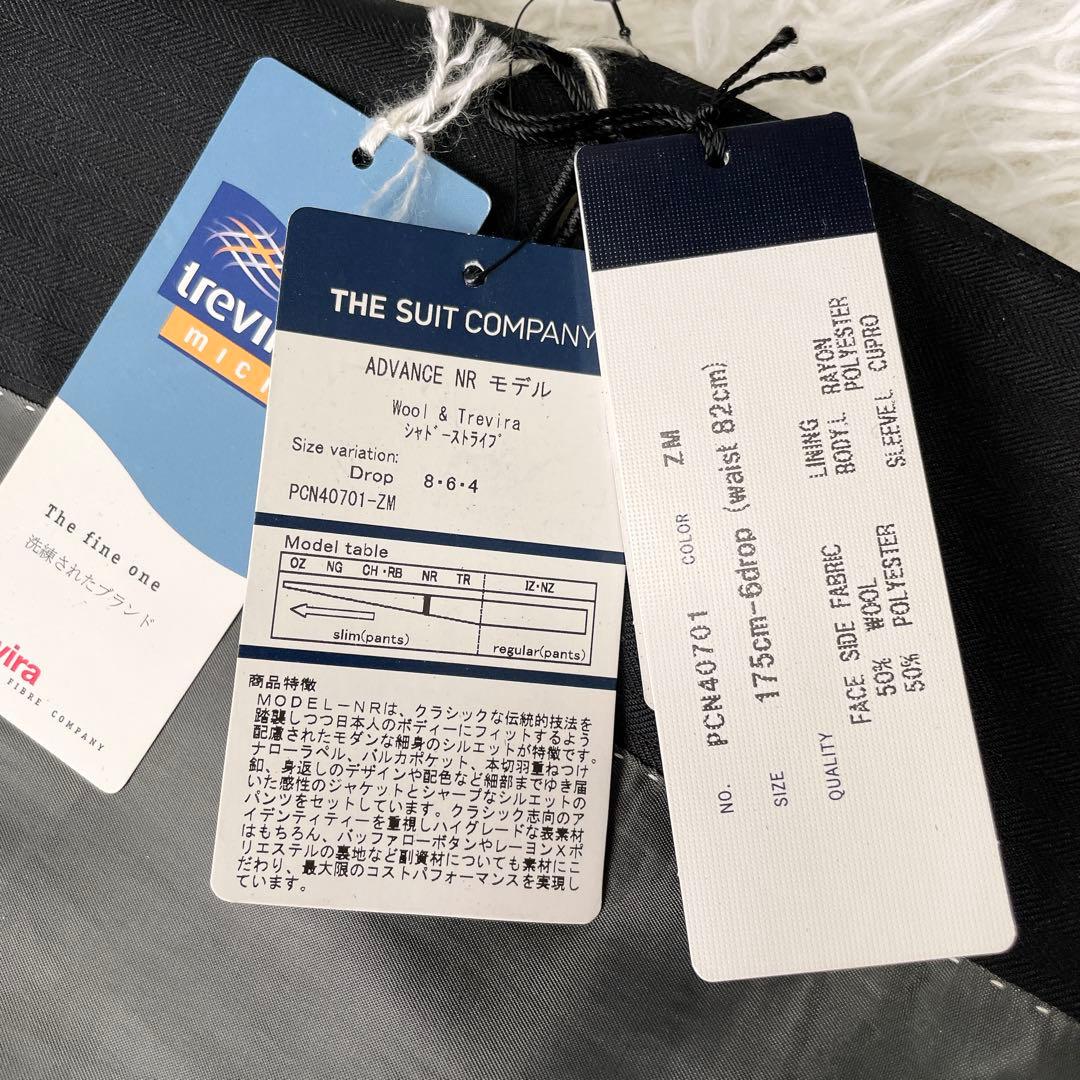 trevi
mic
The fine one
洗練されたブランド
vira
FIBRE COMPANY
THE SUIT COMPANY
ADVANCE NR モデル
Wool & Trevira
シャドーストライプ
Size variation:
Drop 8・6・4
PCN40701-ZM
Model table
OZ NG CH・RB NR TR IZ・NZ
slim(pants)
regular(pants)
商品特徴
MODEL-NRは、クラシックな伝統的技法を
踏襲しつつ日本人のボディーにフィットするよう
配慮されたモダンな細身のシルエットが特徴です。
ナローラペル、バルカポケット、本切羽重ねつけ
釦、身返しのデザインや配色など細部までゆき届
いた感性のジャケットとシャープなシルエットの
パンツをセットしています。クラシック志向のア
イデンティティーを重視しハイグレードな表素材
はもちろん、バッファローボタンやレーヨンXポ
リエステルの裏地など副資材についても素材にこ
だわり、最大限のコストパフォーマンスを実現し
ています。
NO. PCN40701 COLOR ZM
SIZE 175cm-6drop (waist 82cm)
QUALITY
FACE SIDE FABRIC
50% WOOL
50% POLYESTER
LINING
BODY.L RAYON
POLYESTER
SLEEVE.L CUPRO